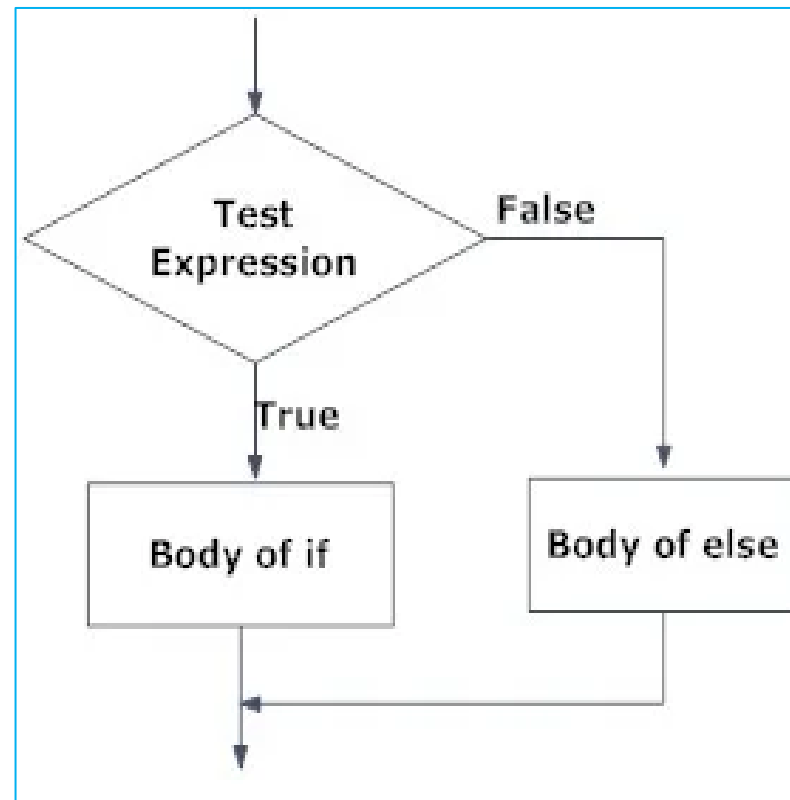 Test
Expression
False
True
Body of if
Body of else